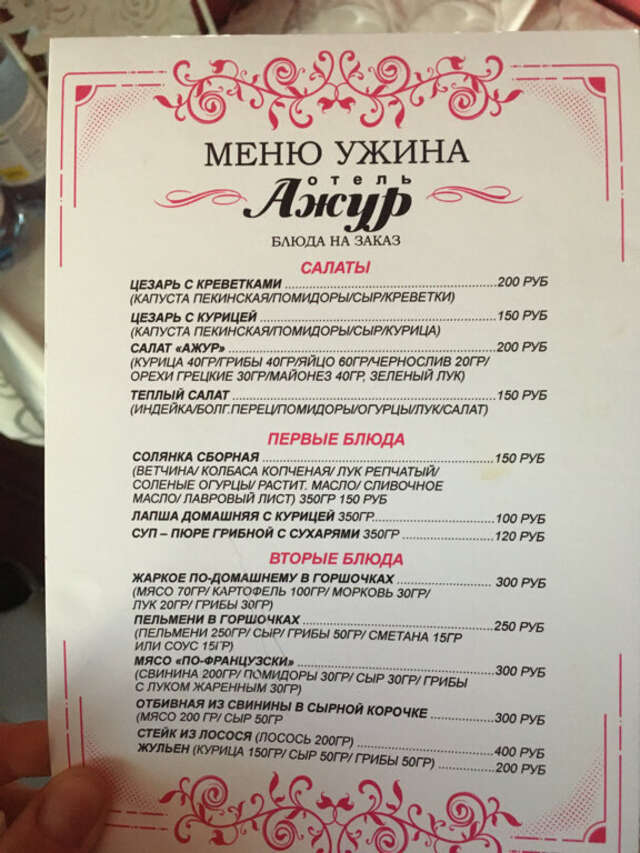 МЕНЮ УЖИНА
ОТЕЛЬ
Ажур
БЛЮДА НА ЗАКАЗ
САЛАТЫ
ЦЕЗАРЬ С КРЕВЕТКАМИ ........ 200 РУБ
(КАПУСТА ПЕКИНСКАЯ/ПОМИДОРЫ/СЫР/КРЕВЕТКИ)
ЦЕЗАРЬ С КУРИЦЕЙ ........ 150 РУБ
(КАПУСТА ПЕКИНСКАЯ/ПОМИДОРЫ/СЫР/КУРИЦА)
САЛАТ «АЖУР» ........ 200 РУБ
(КУРИЦА 40ГР/ГРИБЫ 40ГР/ЯЙЦО 60ГР/ЧЕРНОСЛИВ 20ГР/
ОРЕХИ ГРЕЦКИЕ 30ГР/МАЙОНЕЗ 40ГР, ЗЕЛЕНЫЙ ЛУК)
ТЕПЛЫЙ САЛАТ ........ 150 РУБ
(ИНДЕЙКА/БОЛГ.ПЕРЕЦ/ПОМИДОРЫ/ОГУРЦЫ/ЛУК/САЛАТ)
ПЕРВЫЕ БЛЮДА
СОЛЯНКА СБОРНАЯ ........ 150 РУБ
(ВЕТЧИНА/ КОЛБАСА КОПЧЕНАЯ/ ЛУК РЕПЧАТЫЙ/
СОЛЕНЫЕ ОГУРЦЫ/ РАСТИТ. МАСЛО/ СЛИВОЧНОЕ
МАСЛО/ ЛАВРОВЫЙ ЛИСТ) 350ГР 150 РУБ
ЛАПША ДОМАШНЯЯ С КУРИЦЕЙ 350ГР ........ 100 РУБ
СУП – ПЮРЕ ГРИБНОЙ С СУХАРЯМИ 350ГР ........ 120 РУБ
ВТОРЫЕ БЛЮДА
ЖАРКОЕ ПО-ДОМАШНЕМУ В ГОРШОЧКАХ ........ 300 РУБ
(МЯСО 70ГР/ КАРТОФЕЛЬ 100ГР/ МОРКОВЬ 30ГР/
ЛУК 20ГР/ ГРИБЫ 30ГР)
ПЕЛЬМЕНИ В ГОРШОЧКАХ ........ 250 РУБ
(ПЕЛЬМЕНИ 250ГР/ СЫР/ ГРИБЫ 50ГР/ СМЕТАНА 15ГР
ИЛИ СОУС 15ГР)
МЯСО «ПО-ФРАНЦУЗСКИ» ........ 300 РУБ
(СВИНИНА 200ГР/ ПОМИДОРЫ 30ГР/ СЫР 30ГР/ ГРИБЫ
С ЛУКОМ ЖАРЕННЫМ 30ГР)
ОТБИВНАЯ ИЗ СВИНИНЫ В СЫРНОЙ КОРОЧКЕ ........ 300 РУБ
(МЯСО 200 ГР/ СЫР 50ГР
СТЕЙК ИЗ ЛОСОСЯ (ЛОСОСЬ 200ГР) ........ 400 РУБ
ЖУЛЬЕН (КУРИЦА 150ГР/ СЫР 50ГР/ ГРИБЫ 50ГР) ........ 200 РУБ